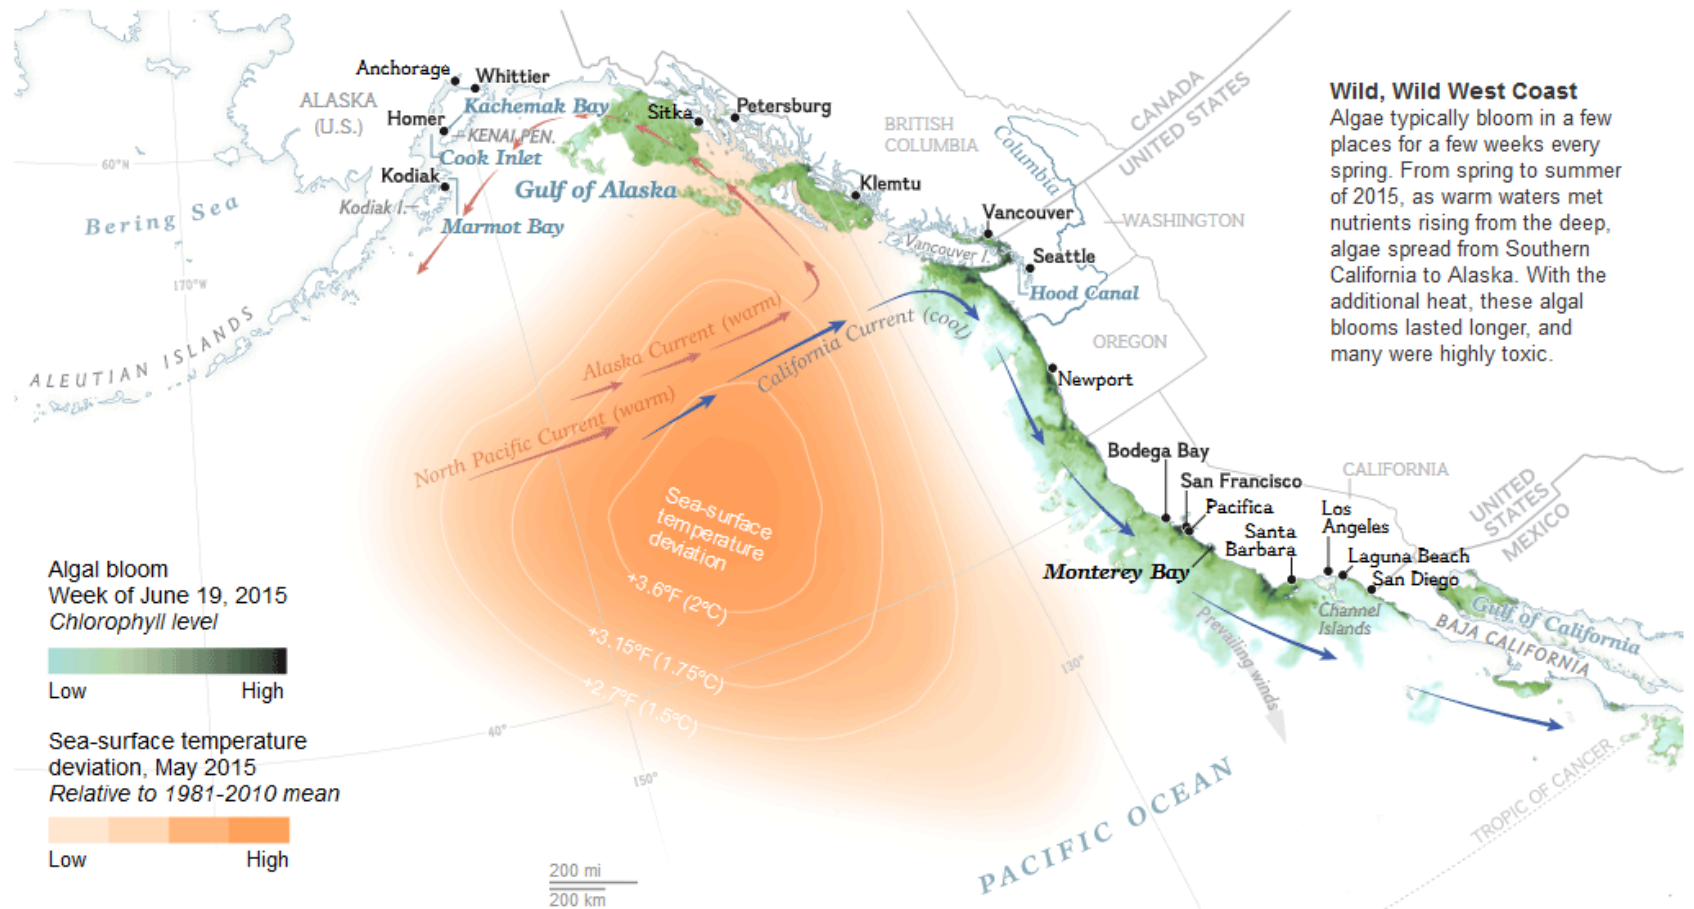 Wild, Wild West Coast
Algae typically bloom in a few
places for a few weeks every
spring. From spring to summer
of 2015, as warm waters met
nutrients rising from the deep,
algae spread from Southern
California to Alaska. With the
additional heat, these algal
blooms lasted longer, and
many were highly toxic.
Anchorage
Whittier
ALASKA
(U.S.)
Kachemak Bay
Homer
KENAI PEN.
Cook Inlet
Kodiak
Kodiak I.
Marmot Bay
Gulf of Alaska
Sitka
Petersburg
BRITISH
COLUMBIA
CANADA
UNITED STATES
Columbia
Klemtu
Vancouver
Vancouver I.
WASHINGTON
Seattle
Hood Canal
OREGON
Newport
60°N
Bering Sea
170°W
ALEUTIAN ISLANDS
Alaska Current (warm)
North Pacific Current (warm)
California Current (cool)
Sea-surface
temperature
deviation
+3.6ºF (2ºC)
+3.15ºF (1.75ºC)
+2.7ºF (1.5ºC)
Bodega Bay
San Francisco
Pacifica
Monterey Bay
Santa
Barbara
Los
Angeles
Laguna Beach
San Diego
Channel
Islands
CALIFORNIA
UNITED
STATES
MEXICO
Gulf of California
BAJA CALIFORNIA
Prevailing winds
130°
40°
150°
PACIFIC OCEAN
TROPIC OF CANCER
Algal bloom
Week of June 19, 2015
Chlorophyll level
Low High
Sea-surface temperature
deviation, May 2015
Relative to 1981-2010 mean
Low High
200 mi
200 km